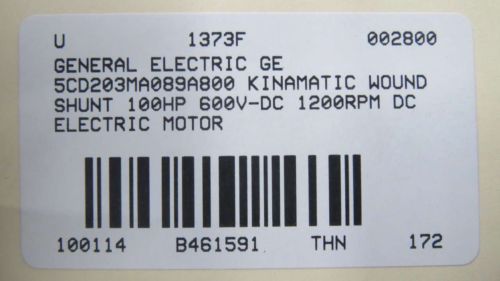 U 1373F 002800
GENERAL ELECTRIC GE
5CD203MA089A800 KINAMATIC WOUND
SHUNT 100HP 600V-DC 1200RPM DC
ELECTRIC MOTOR
100114 B461591 THN 172